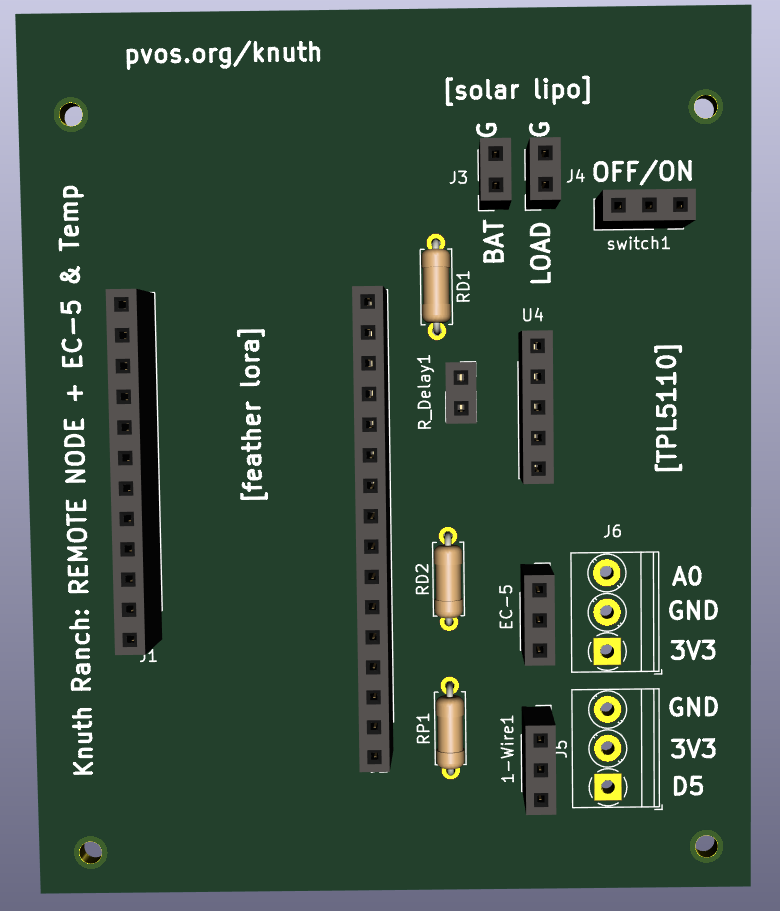 pvos.org/knuth
[solar lipo]
G
G
J3
J4
OFF/ON
switch1
BAT
LOAD
Knuth Ranch: REMOTE NODE + EC-5 & Temp
RD1
U4
[feather lora]
R_Delay1
[TPL5110]
J6
RD2
EC-5
A0
GND
3V3
J1
RP1
1-Wire1
J5
GND
3V3
D5